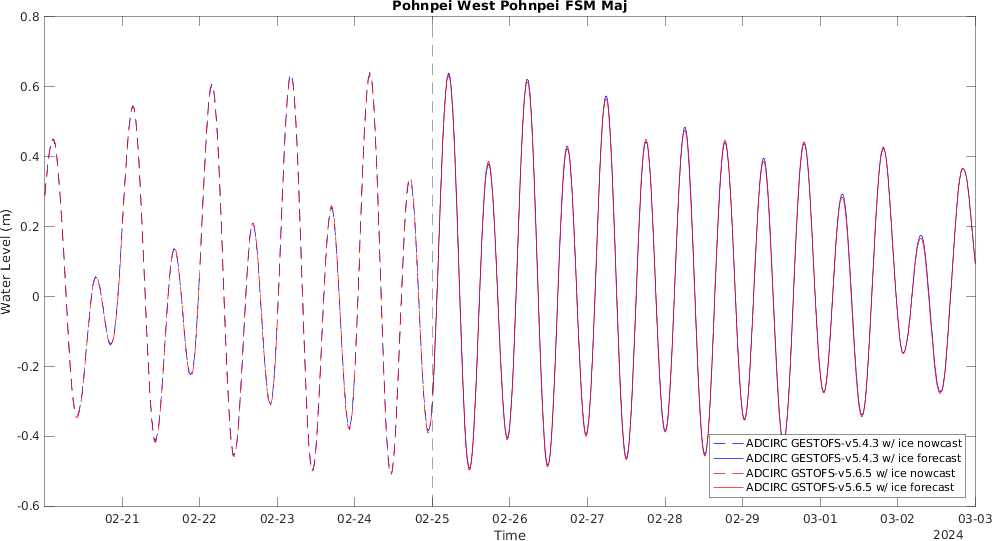 Pohnpei West Pohnpei FSM Maj
0.8
0.6
0.4
0.2
0
-0.2
-0.4
-0.6
Water Level (m)
ADCIRC GESTOFS-v5.4.3 w/ ice nowcast
ADCIRC GESTOFS-v5.4.3 w/ ice forecast
ADCIRC GSTOFS-v5.6.5 w/ ice nowcast
ADCIRC GSTOFS-v5.6.5 w/ ice forecast
02-21 02-22 02-23 02-24 02-25 02-26 02-27 02-28 02-29 03-01 03-02 03-03
Time
2024